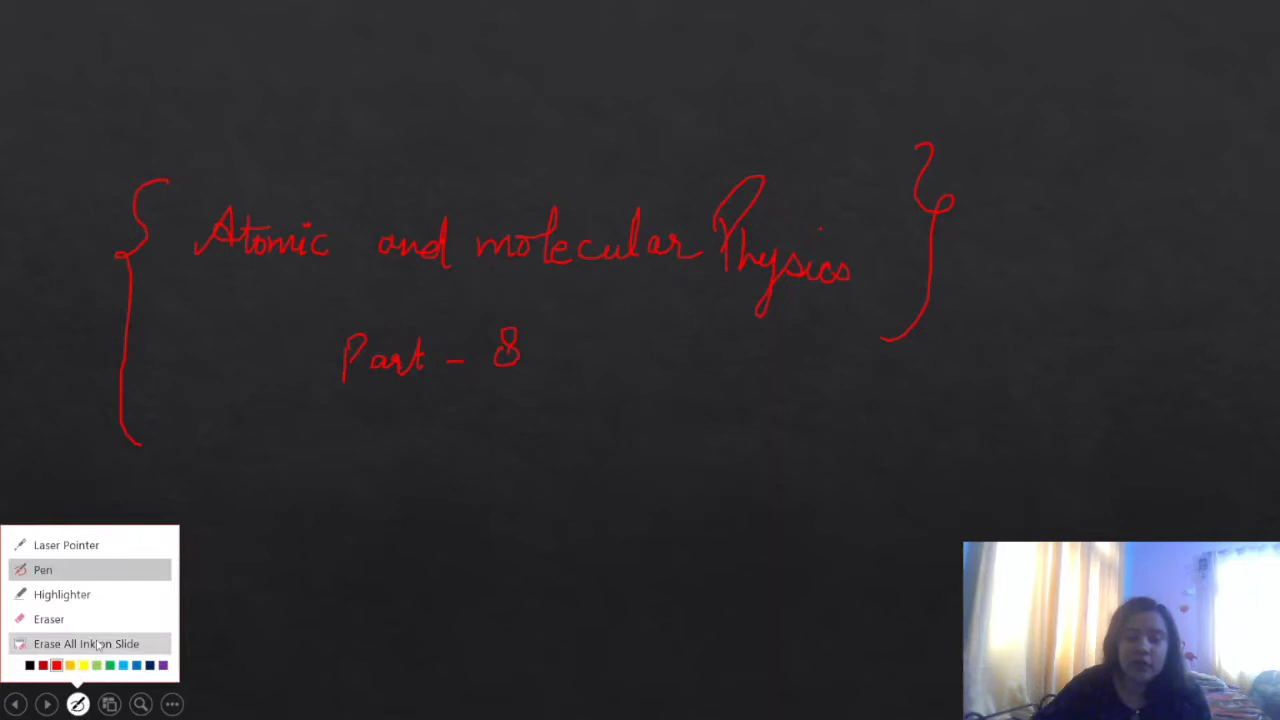 Atomic and molecular Physics
Part - 8
Laser Pointer
Pen
Highlighter
Eraser
Erase All Ink on Slide